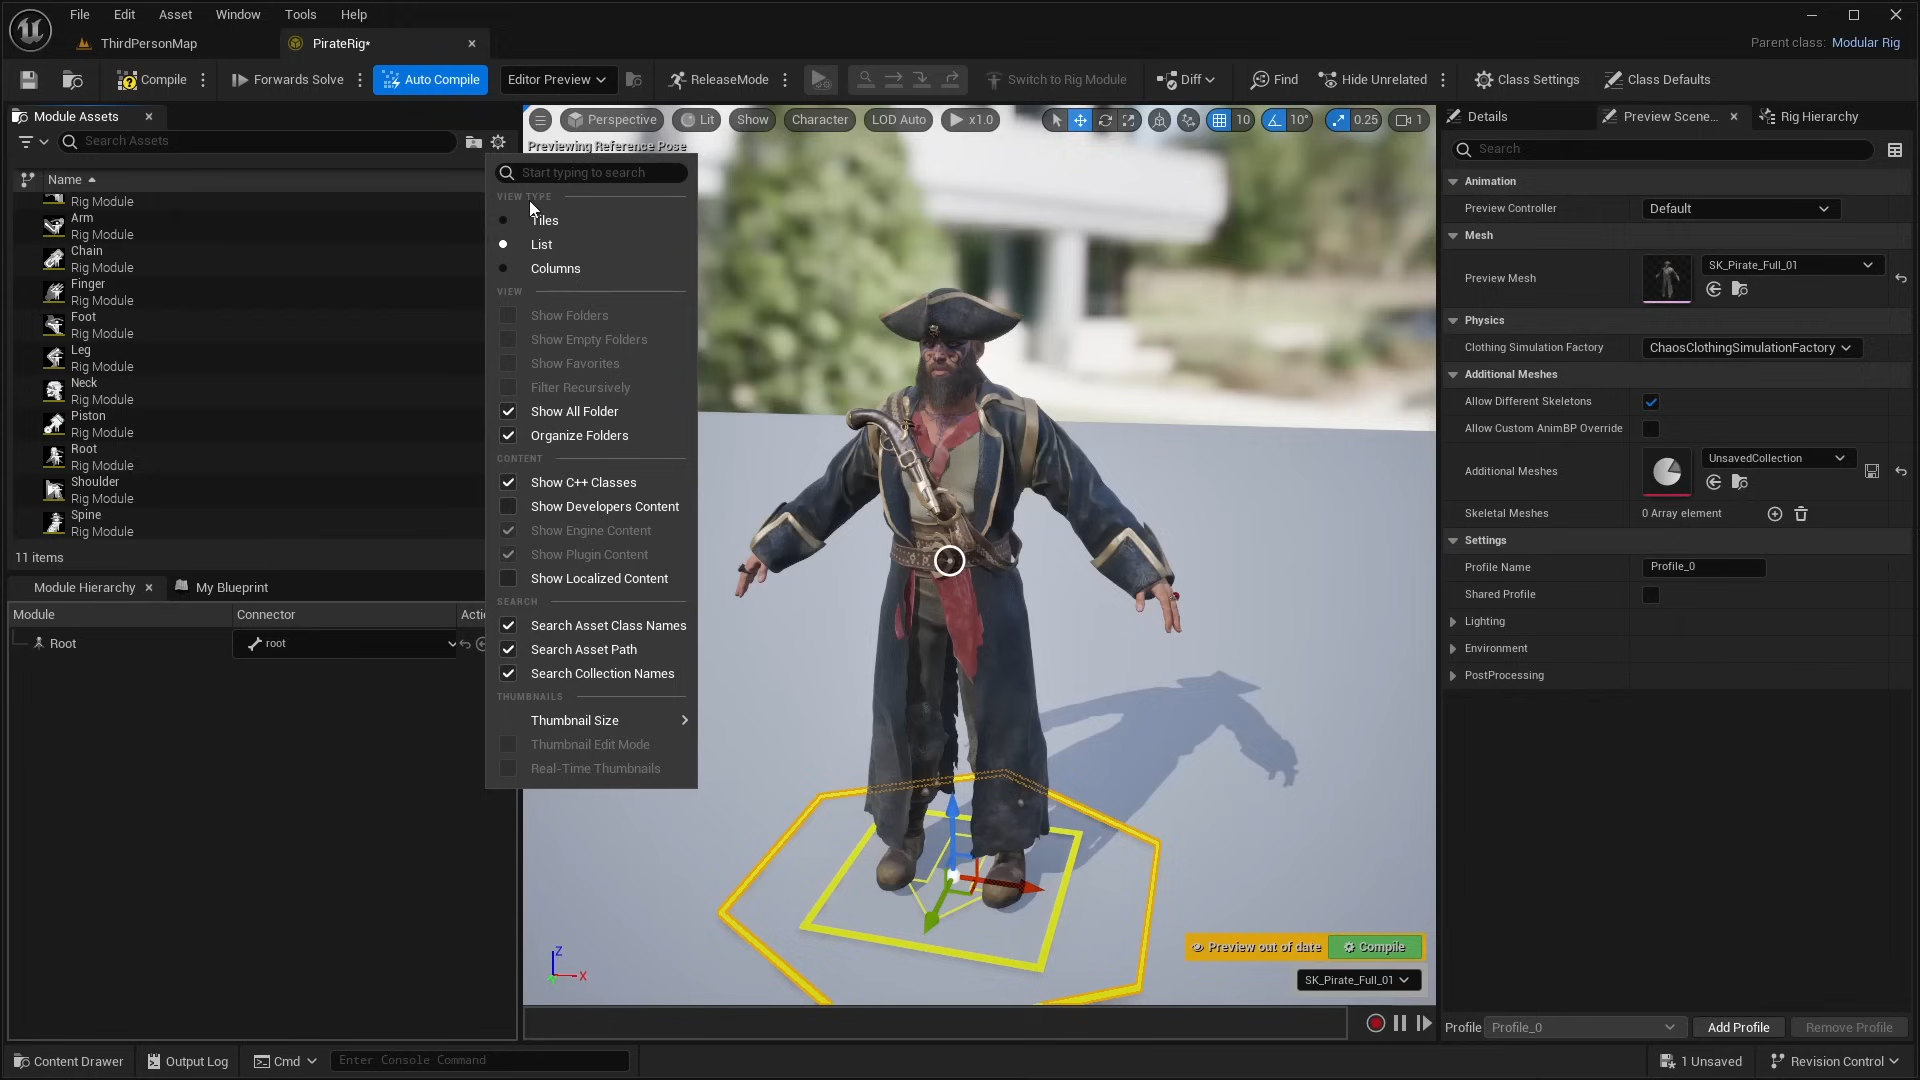 File Edit Asset Window Tools Help
ThirdPersonMap
PirateRig*
Parent class: Modular Rig
Compile
Forwards Solve
Auto Compile
Editor Preview
ReleaseMode
Switch to Rig Module
Diff
Find
Hide Unrelated
Class Settings
Class Defaults
Module Assets
Search Assets
Name
Rig Module
Arm
Rig Module
Chain
Rig Module
Finger
Rig Module
Foot
Rig Module
Leg
Rig Module
Neck
Rig Module
Piston
Rig Module
Root
Rig Module
Shoulder
Rig Module
Spine
Rig Module
11 items
Module Hierarchy
My Blueprint
Module Connector Acti
Root root
Start typing to search
VIEW TYPE
Tiles
List
Columns
VIEW
Show Folders
Show Empty Folders
Show Favorites
Filter Recursively
Show All Folder
Organize Folders
CONTENT
Show C++ Classes
Show Developers Content
Show Engine Content
Show Plugin Content
Show Localized Content
SEARCH
Search Asset Class Names
Search Asset Path
Search Collection Names
THUMBNAILS
Thumbnail Size
Thumbnail Edit Mode
Real-Time Thumbnails
Perspective Lit Show Character LOD Auto x1.0 10 10° 0.25 1
Previewing Reference Pose
Z
X
Preview out of date Compile
SK_Pirate_Full_01
Details
Preview Scene...
Rig Hierarchy
Search
Animation
Preview Controller Default
Mesh
Preview Mesh SK_Pirate_Full_01
Physics
Clothing Simulation Factory ChaosClothingSimulationFactory
Additional Meshes
Allow Different Skeletons
Allow Custom AnimBP Override
Additional Meshes UnsavedCollection
Skeletal Meshes 0 Array element
Settings
Profile Name Profile_0
Shared Profile
Lighting
Environment
PostProcessing
Profile Profile_0 Add Profile Remove Profile
Content Drawer Output Log Cmd Enter Console Command 1 Unsaved Revision Control